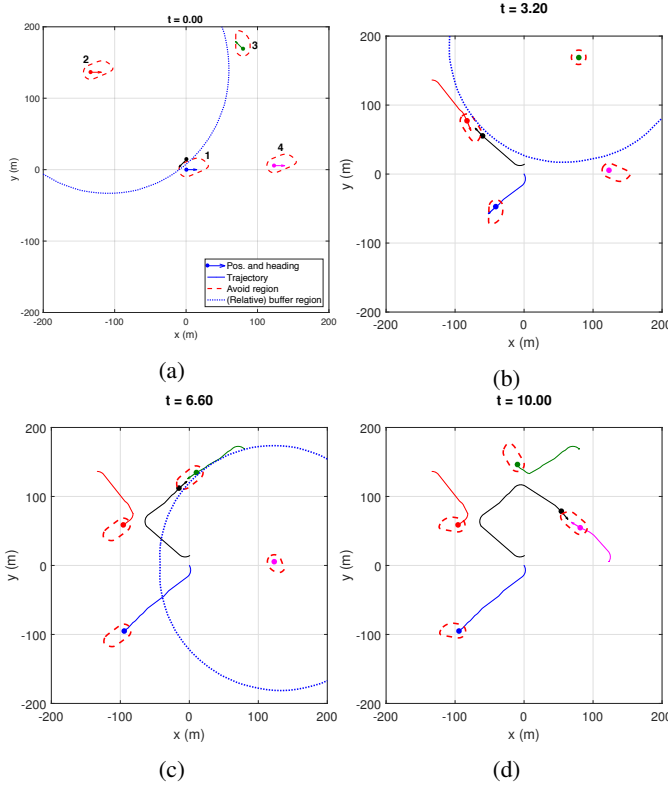 t = 0.00
200
100
0
-100
-200
y (m)
2
3
1
4
Pos. and heading
Trajectory
Avoid region
(Relative) buffer region
-200
-100
0
100
200
x (m)
(a)
t = 3.20
200
100
0
-100
-200
y (m)
-200
-100
0
100
200
x (m)
(b)
t = 6.60
200
100
0
-100
-200
y (m)
-200
-100
0
100
200
x (m)
(c)
t = 10.00
200
100
0
-100
-200
y (m)
-200
-100
0
100
200
x (m)
(d)